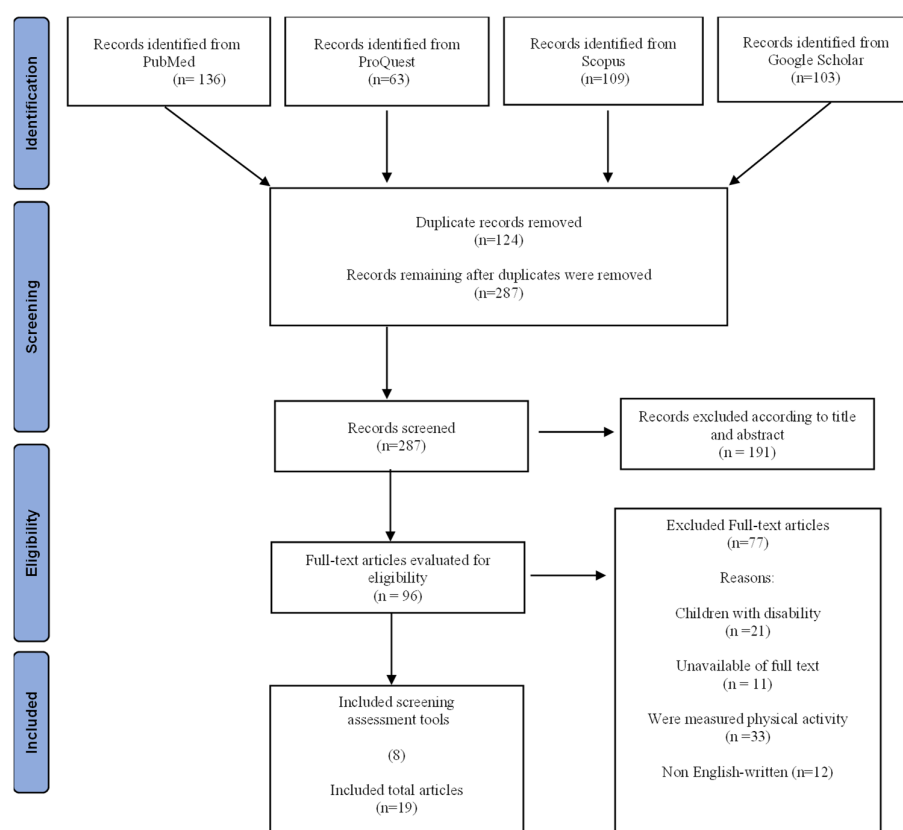 Identification
Records identified from
PubMed
(n= 136)
Records identified from
ProQuest
(n=63)
Records identified from
Scopus
(n=109)
Records identified from
Google Scholar
(n=103)
Screening
Duplicate records removed
(n=124)
Records remaining after duplicates were removed
(n=287)
Records screened
(n=287)
Records excluded according to title
and abstract
(n = 191)
Eligibility
Full-text articles evaluated for
eligibility
(n = 96)
Excluded Full-text articles
(n=77)
Reasons:
Children with disability
(n =21)
Unavailable of full text
(n = 11)
Were measured physical activity
(n =33)
Non English-written (n=12)
Included
Included screening
assessment tools
(8)
Included total articles
(n=19)